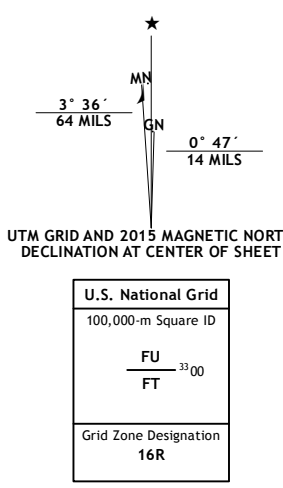 MN
3° 36´
64 MILS
GN
0° 47´
14 MILS
UTM GRID AND 2015 MAGNETIC NORT
DECLINATION AT CENTER OF SHEET
U.S. National Grid
100,000-m Square ID
FU
3300
FT
Grid Zone Designation
16R